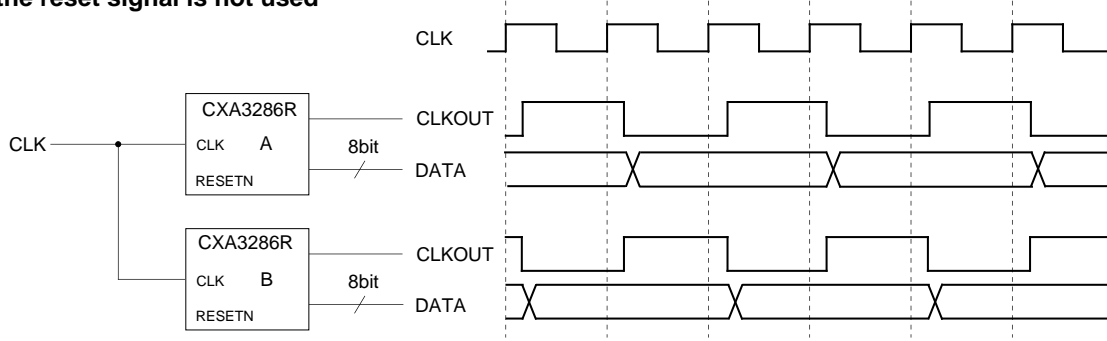 the reset signal is not used
CLK
CXA3286R
CLK A
RESETN
8bit
CLKOUT
DATA
CLK
CXA3286R
CLK B
RESETN
8bit
CLKOUT
DATA